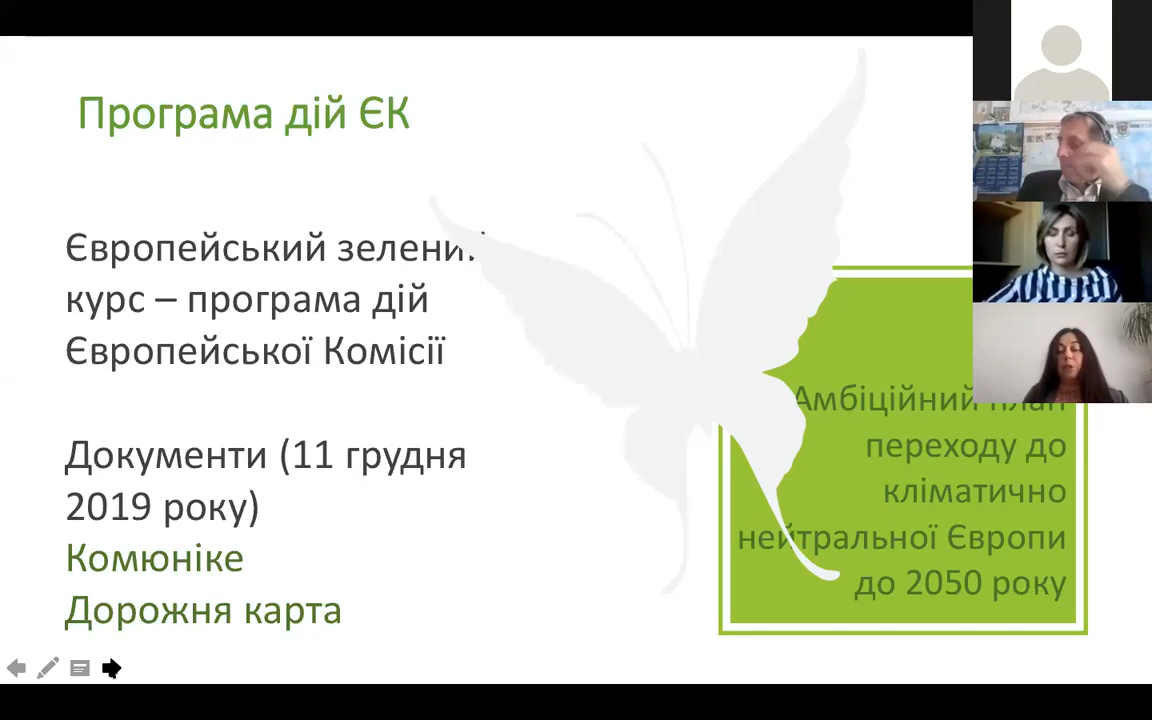 Програма дій ЄК
Європейський зелений
курс – програма дій
Європейської Комісії
Документи (11 грудня
2019 року)
Комюніке
Дорожня карта
Амбіційний план
переходу до
кліматично
нейтральної Європи
до 2050 року